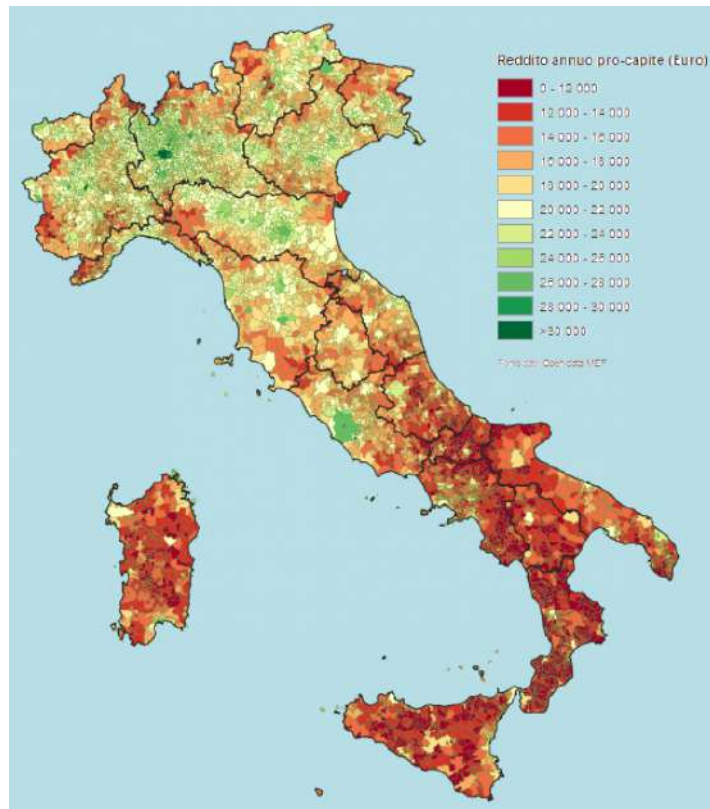 Reddito annuo pro-capite (Euro)
0 - 12 000
12 000 - 14 000
14 000 - 16 000
16 000 - 18 000
18 000 - 20 000
20 000 - 22 000
22 000 - 24 000
24 000 - 26 000
26 000 - 28 000
28 000 - 30 000
>30 000
Opendata MEF